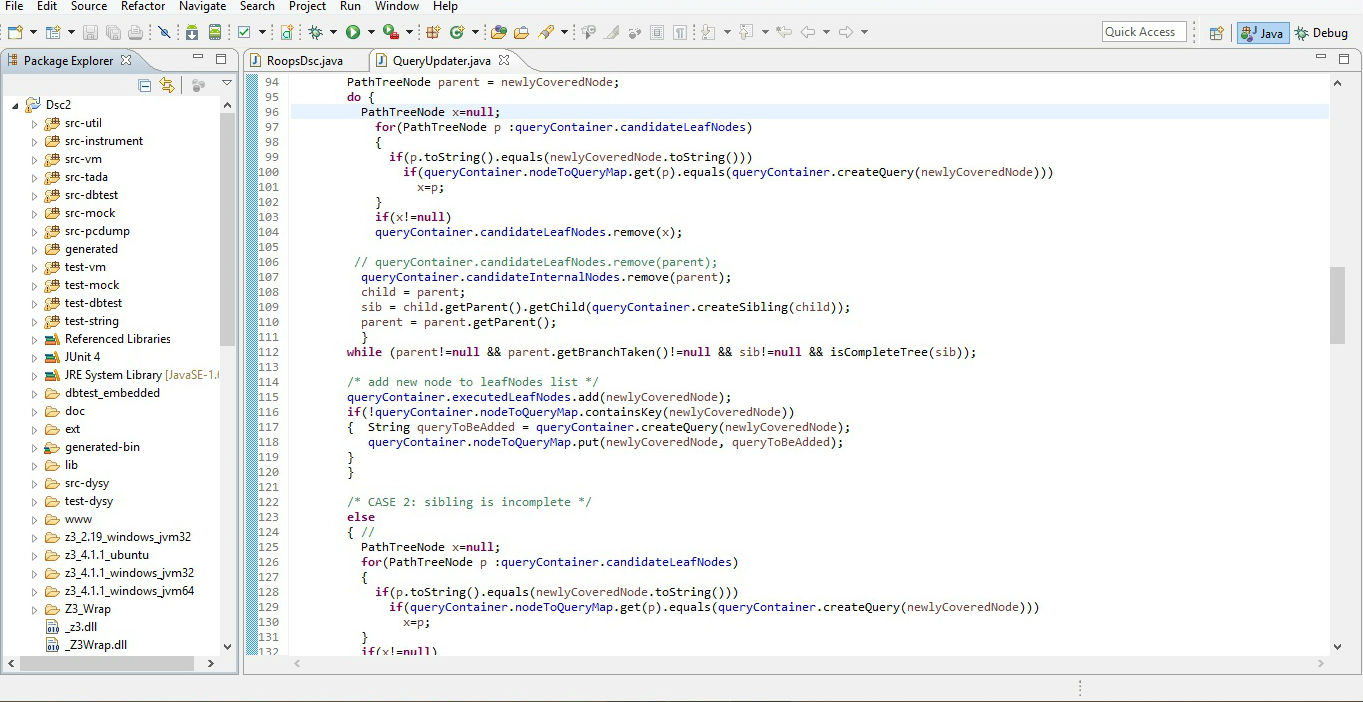 File Edit Source Refactor Navigate Search Project Run Window Help
Quick Access Java Debug
Package Explorer
Dsc2
src-util
src-instrument
src-vm
src-tada
src-dbtest
src-mock
src-pcdump
generated
test-vm
test-mock
test-dbtest
test-string
Referenced Libraries
JUnit 4
JRE System Library [JavaSE-1.6
dbtest_embedded
doc
ext
generated-bin
lib
src-dysy
test-dysy
www
z3_2.19_windows_jvm32
z3_4.1.1_ubuntu
z3_4.1.1_windows_jvm32
z3_4.1.1_windows_jvm64
Z3_Wrap
_z3.dll
_Z3Wrap.dll
RoopsDsc.java QueryUpdater.java
94 PathTreeNode parent = newlyCoveredNode;
95 do {
96 PathTreeNode x=null;
97 for(PathTreeNode p :queryContainer.candidateLeafNodes)
98 {
99 if(p.toString().equals(newlyCoveredNode.toString()))
100 if(queryContainer.nodeToQueryMap.get(p).equals(queryContainer.createQuery(newlyCoveredNode)))
101 x=p;
102 }
103 if(x!=null)
104 queryContainer.candidateLeafNodes.remove(x);
105
106 // queryContainer.candidateLeafNodes.remove(parent);
107 queryContainer.candidateInternalNodes.remove(parent);
108 child = parent;
109 sib = child.getParent().getChild(queryContainer.createSibling(child));
110 parent = parent.getParent();
111 }
112 while (parent!=null && parent.getBranchTaken()!=null && sib!=null && isCompleteTree(sib));
113
114 /* add new node to leafNodes list */
115 queryContainer.executedLeafNodes.add(newlyCoveredNode);
116 if(!queryContainer.nodeToQueryMap.containsKey(newlyCoveredNode))
117 { String queryToBeAdded = queryContainer.createQuery(newlyCoveredNode);
118 queryContainer.nodeToQueryMap.put(newlyCoveredNode, queryToBeAdded);
119 }
120 }
121
122 /* CASE 2: sibling is incomplete */
123 else
124 { //
125 PathTreeNode x=null;
126 for(PathTreeNode p :queryContainer.candidateLeafNodes)
127 {
128 if(p.toString().equals(newlyCoveredNode.toString()))
129 if(queryContainer.nodeToQueryMap.get(p).equals(queryContainer.createQuery(newlyCoveredNode)))
130 x=p;
131 }
132 if(x!=null)